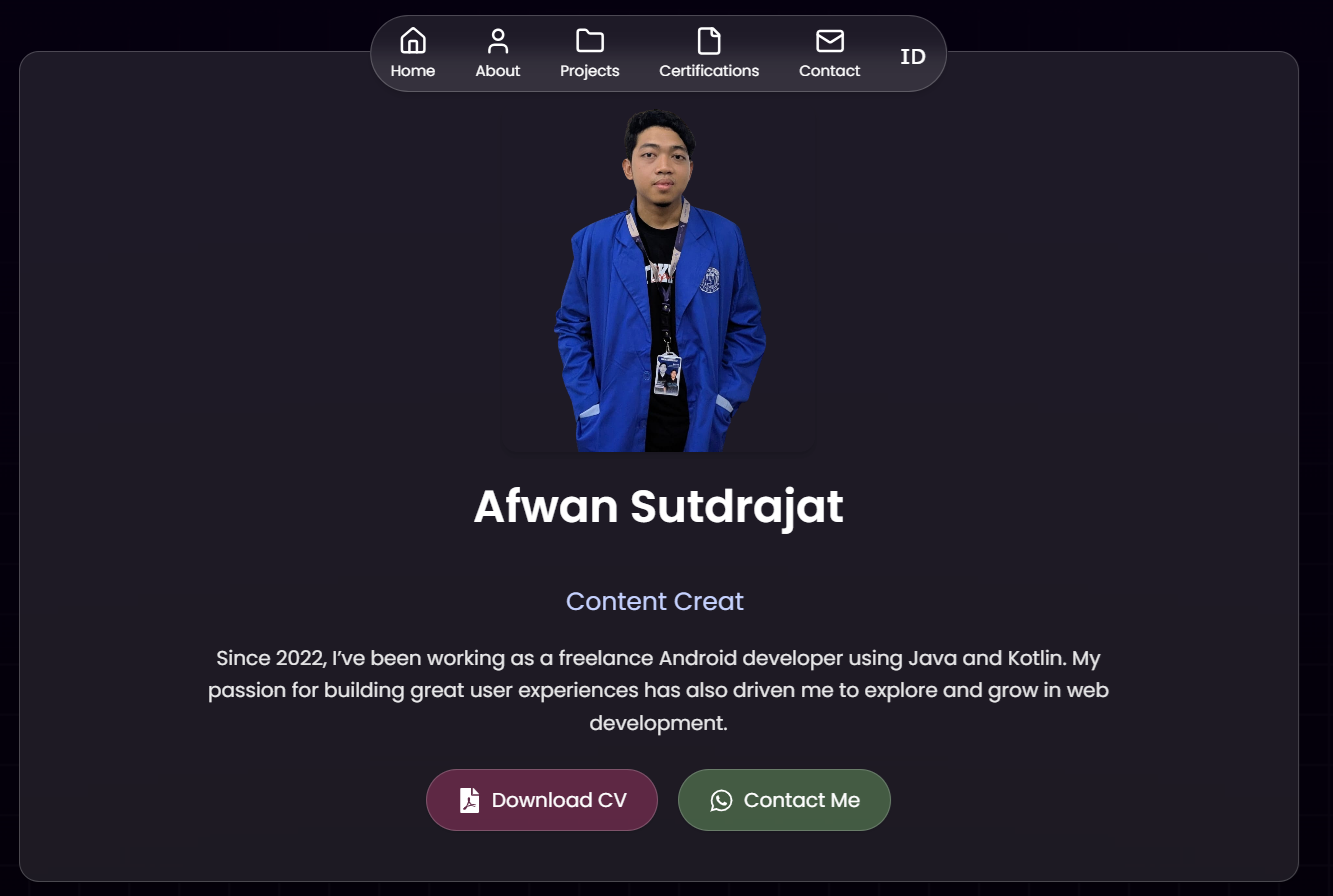 Home About Projects Certifications Contact ID
Afwan Sutdrajat
Content Creat
Since 2022, I’ve been working as a freelance Android developer using Java and Kotlin. My
passion for building great user experiences has also driven me to explore and grow in web
development.
Download CV Contact Me